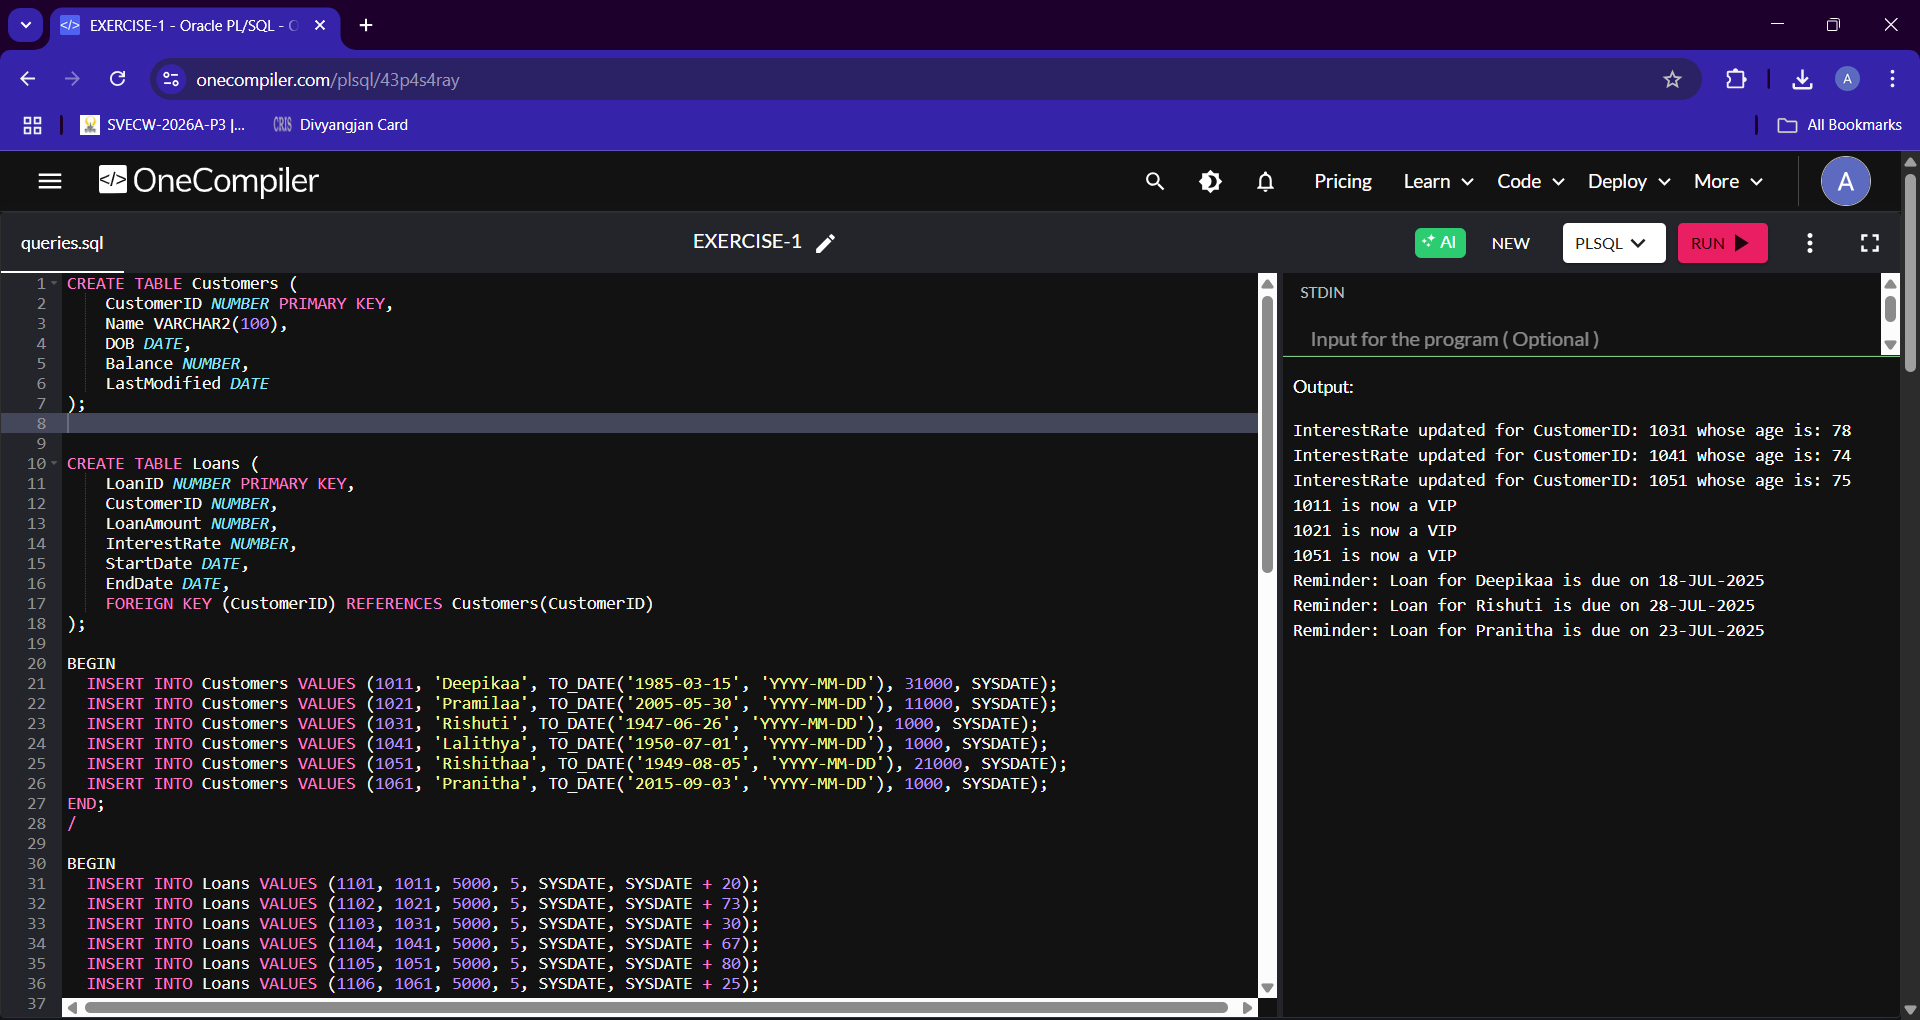 EXERCISE-1 - Oracle PL/SQL - O
onecompiler.com/plsql/43p4s4ray
A
SVECW-2026A-P3 |...
CRIS Divyangjan Card
All Bookmarks
</> OneCompiler
Pricing
Learn
Code
Deploy
More
A
queries.sql
EXERCISE-1
AI
NEW
PLSQL
RUN
1 CREATE TABLE Customers (
2 CustomerID NUMBER PRIMARY KEY,
3 Name VARCHAR2(100),
4 DOB DATE,
5 Balance NUMBER,
6 LastModified DATE
7 );
8
9
10 CREATE TABLE Loans (
11 LoanID NUMBER PRIMARY KEY,
12 CustomerID NUMBER,
13 LoanAmount NUMBER,
14 InterestRate NUMBER,
15 StartDate DATE,
16 EndDate DATE,
17 FOREIGN KEY (CustomerID) REFERENCES Customers(CustomerID)
18 );
19
20 BEGIN
21 INSERT INTO Customers VALUES (1011, 'Deepikaa', TO_DATE('1985-03-15', 'YYYY-MM-DD'), 31000, SYSDATE);
22 INSERT INTO Customers VALUES (1021, 'Pramilaa', TO_DATE('2005-05-30', 'YYYY-MM-DD'), 11000, SYSDATE);
23 INSERT INTO Customers VALUES (1031, 'Rishuti', TO_DATE('1947-06-26', 'YYYY-MM-DD'), 1000, SYSDATE);
24 INSERT INTO Customers VALUES (1041, 'Lalithya', TO_DATE('1950-07-01', 'YYYY-MM-DD'), 1000, SYSDATE);
25 INSERT INTO Customers VALUES (1051, 'Rishithaa', TO_DATE('1949-08-05', 'YYYY-MM-DD'), 21000, SYSDATE);
26 INSERT INTO Customers VALUES (1061, 'Pranitha', TO_DATE('2015-09-03', 'YYYY-MM-DD'), 1000, SYSDATE);
27 END;
28 /
29
30 BEGIN
31 INSERT INTO Loans VALUES (1101, 1011, 5000, 5, SYSDATE, SYSDATE + 20);
32 INSERT INTO Loans VALUES (1102, 1021, 5000, 5, SYSDATE, SYSDATE + 73);
33 INSERT INTO Loans VALUES (1103, 1031, 5000, 5, SYSDATE, SYSDATE + 30);
34 INSERT INTO Loans VALUES (1104, 1041, 5000, 5, SYSDATE, SYSDATE + 67);
35 INSERT INTO Loans VALUES (1105, 1051, 5000, 5, SYSDATE, SYSDATE + 80);
36 INSERT INTO Loans VALUES (1106, 1061, 5000, 5, SYSDATE, SYSDATE + 25);
37
STDIN
Input for the program ( Optional )
Output:
InterestRate updated for CustomerID: 1031 whose age is: 78
InterestRate updated for CustomerID: 1041 whose age is: 74
InterestRate updated for CustomerID: 1051 whose age is: 75
1011 is now a VIP
1021 is now a VIP
1051 is now a VIP
Reminder: Loan for Deepikaa is due on 18-JUL-2025
Reminder: Loan for Rishuti is due on 28-JUL-2025
Reminder: Loan for Pranitha is due on 23-JUL-2025